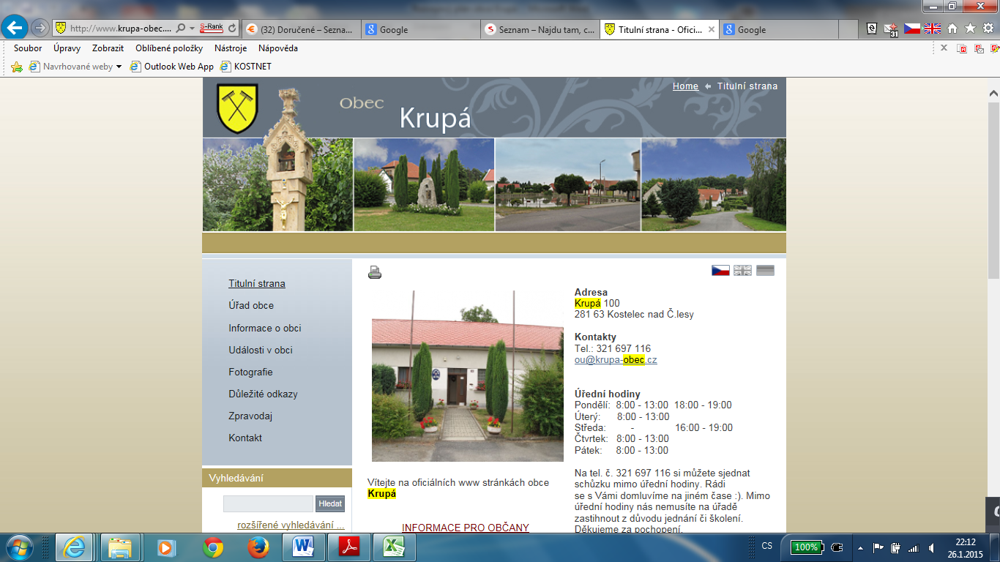 http://www.krupa-obec....
S-Rank
(32) Doručené – Sezna...
Google
Seznam – Najdu tam, c...
Titulní strana - Ofici...
Google
31
Soubor Úpravy Zobrazit Oblíbené položky Nástroje Nápověda
Navrhované weby
Outlook Web App
KOSTNET
Home Titulní strana
Obec
Krupá
Titulní strana
Úřad obce
Informace o obci
Události v obci
Fotografie
Důležité odkazy
Zpravodaj
Kontakt
Vyhledávání
Hledat
rozšířené vyhledávání ...
Vítejte na oficiálních www stránkách obce
Krupá
INFORMACE PRO OBČANY
Adresa
Krupá 100
281 63 Kostelec nad Č.lesy
Kontakty
Tel.: 321 697 116
ou@krupa-obec.cz
Úřední hodiny
Pondělí: 8:00 - 13:00 18:00 - 19:00
Úterý: 8:00 - 13:00
Středa: - 16:00 - 19:00
Čtvrtek: 8:00 - 13:00
Pátek: 8:00 - 13:00
Na tel. č. 321 697 116 si můžete sjednat
schůzku mimo úřední hodiny. Rádi
se s Vámi domluvíme na jiném čase :). Mimo
úřední hodiny nás nemusíte na úřadě
zastihnout z důvodu jednání či školení.
Děkujeme za pochopení.
CS
100%
22:12
26.1.2015